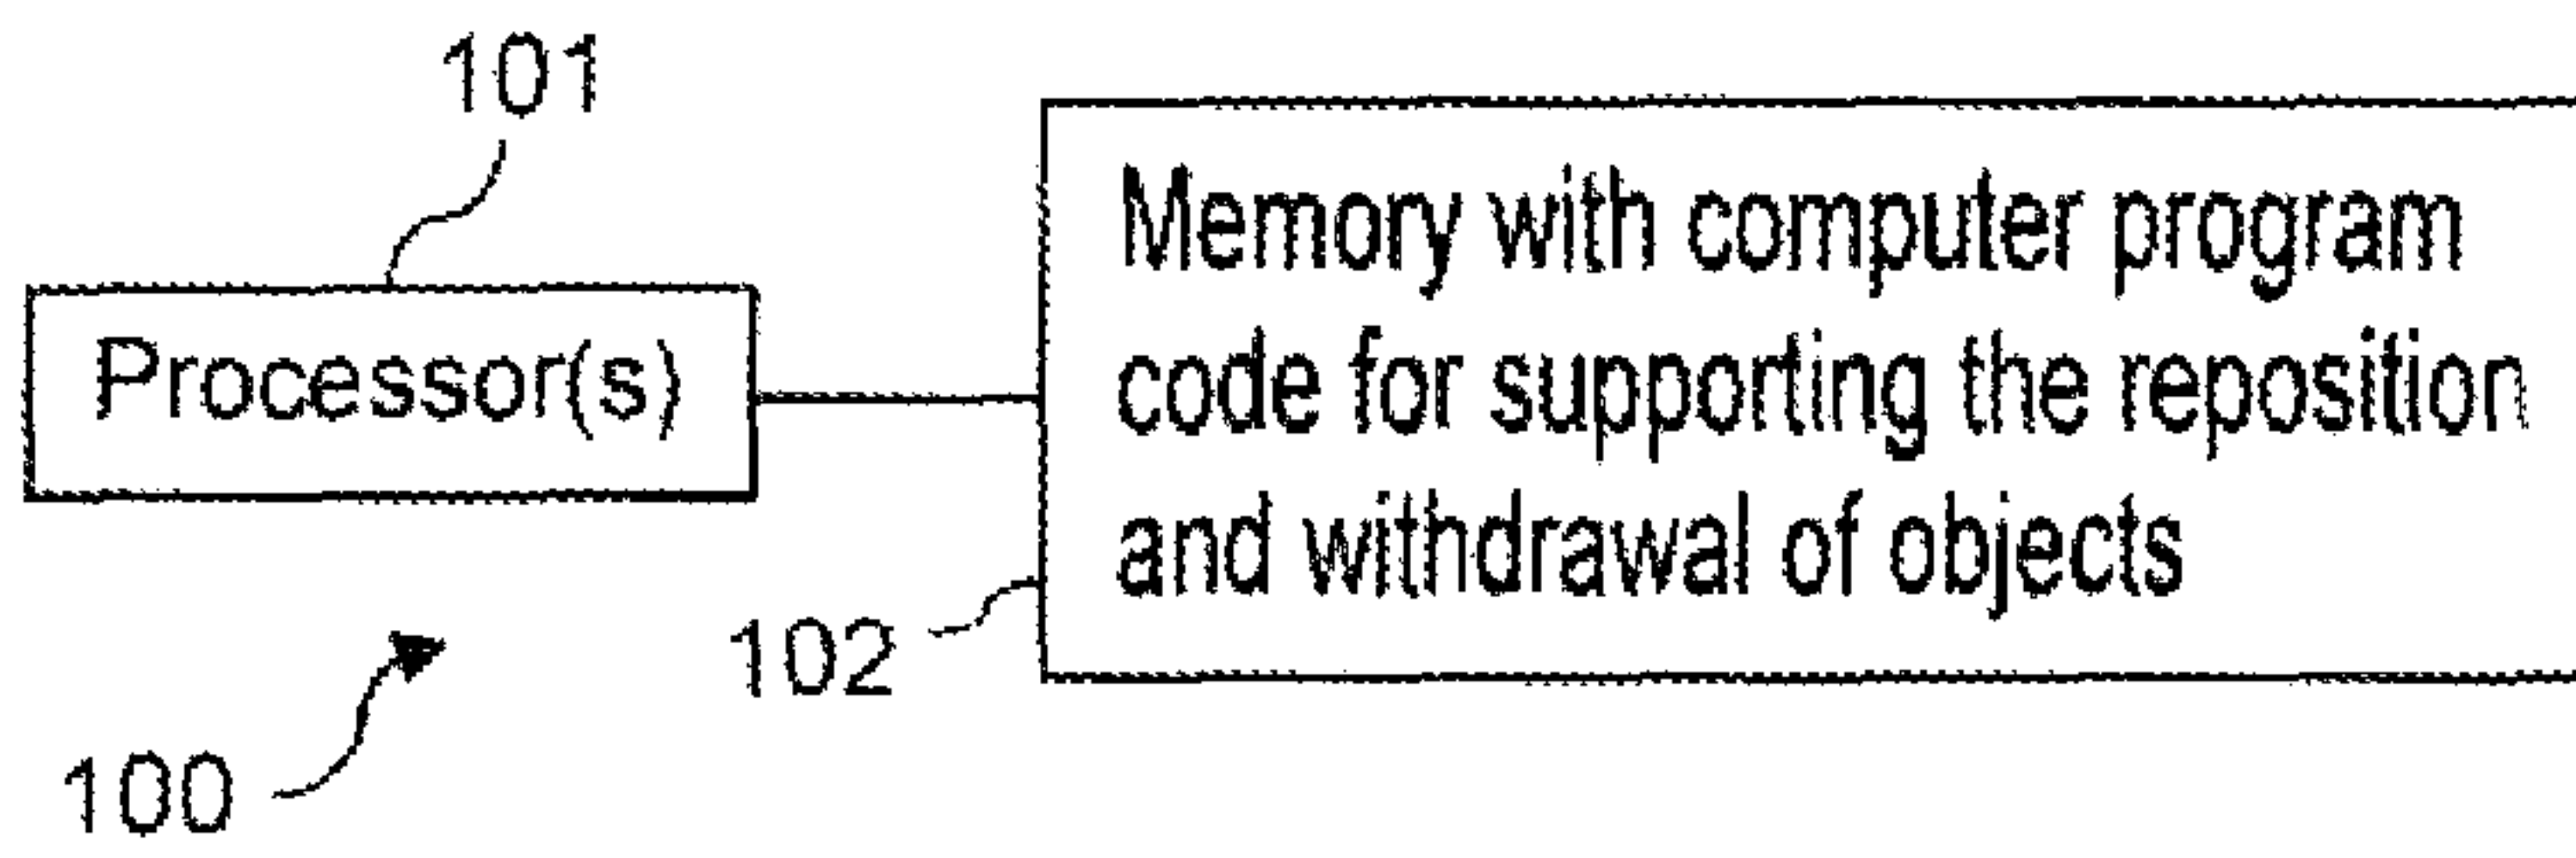 101
Processor(s)
Memory with computer program
code for supporting the reposition
and withdrawal of objects
102
100